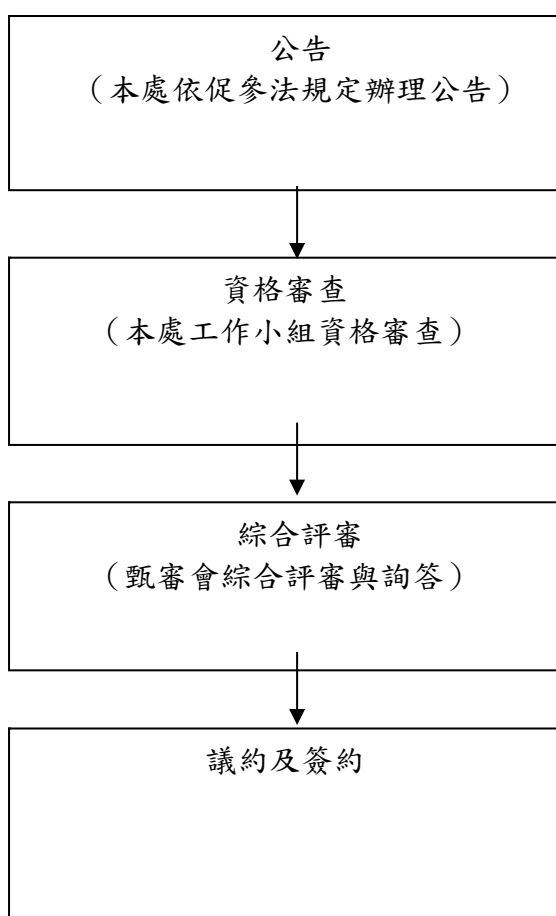 公告
（本處依促參法規定辦理公告）
資格審查
（本處工作小組資格審查）
綜合評審
（甄審會綜合評審與詢答）
議約及簽約